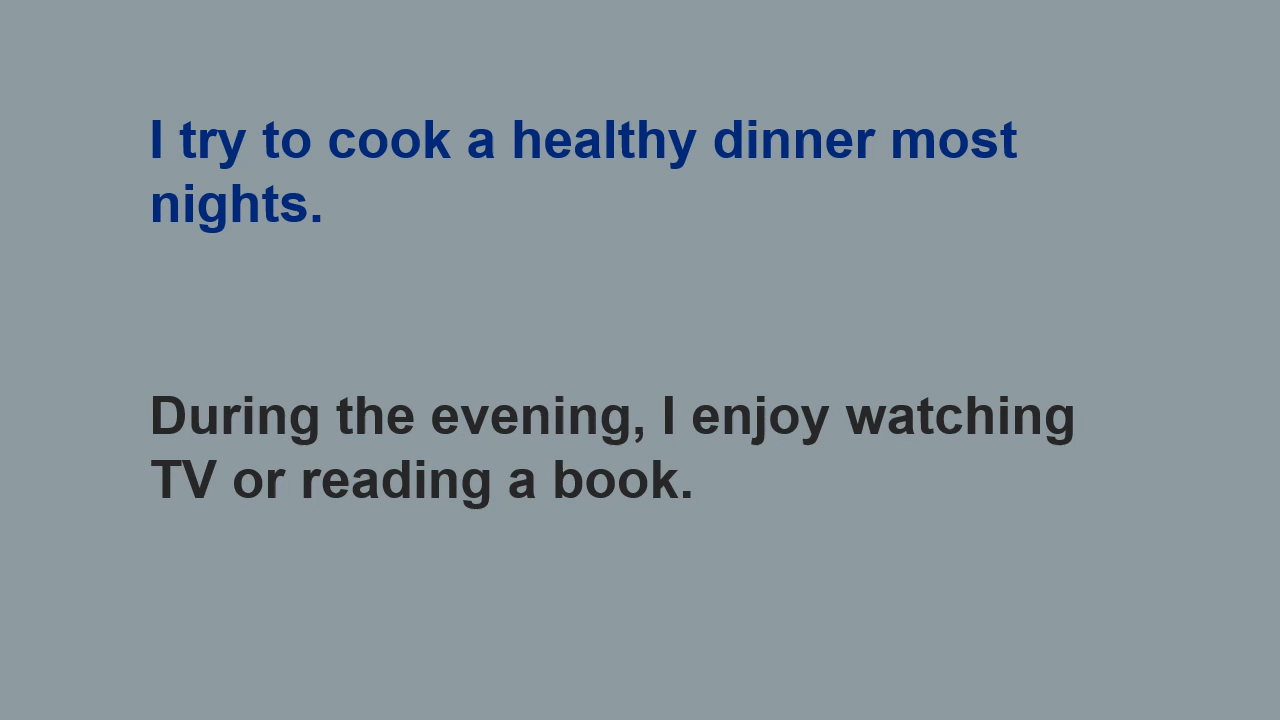 I try to cook a healthy dinner most
nights.
During the evening, I enjoy watching
TV or reading a book.